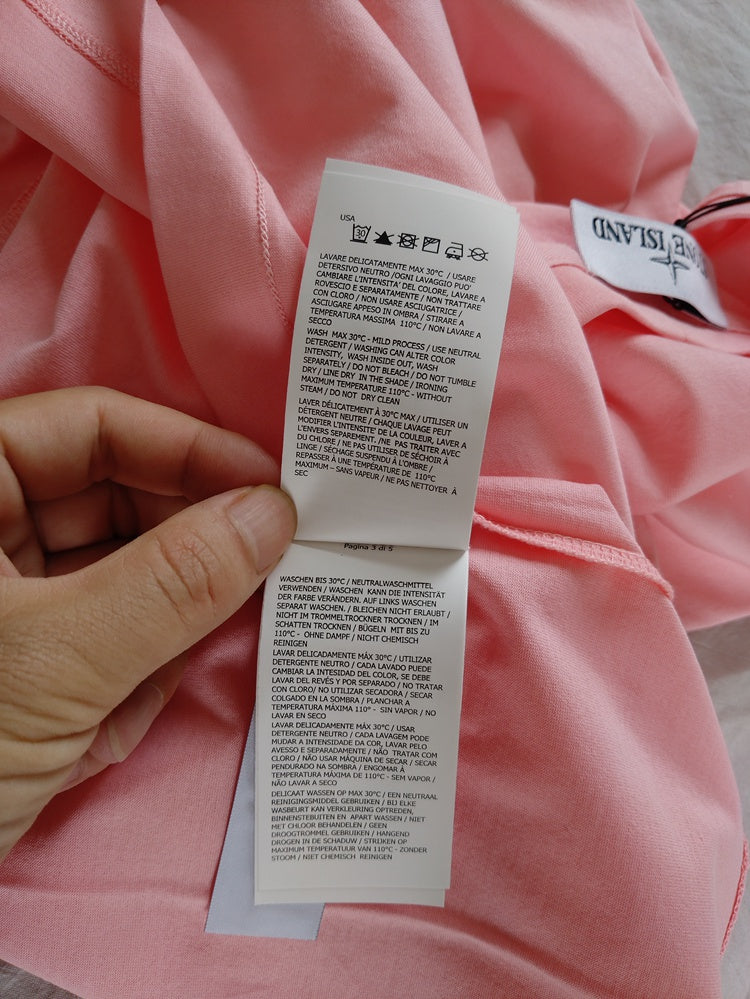 USA
30
LAVARE DELICATAMENTE MAX 30°C / USARE
DETERSIVO NEUTRO /OGNI LAVAGGIO PUO'
CAMBIARE L'INTENSITA' DEL COLORE, LAVARE A
ROVESCIO E SEPARATAMENTE / NON TRATTARE
CON CLORO / NON USARE ASCIUGATRICE /
ASCIUGARE APPESO IN OMBRA / STIRARE A
TEMPERATURA MASSIMA 110°C / NON LAVARE A
SECCO
WASH MAX 30°C - MILD PROCESS / USE NEUTRAL
DETERGENT / WASHING CAN ALTER COLOR
INTENSITY, WASH INSIDE OUT, WASH
SEPARATELY / DO NOT BLEACH / DO NOT TUMBLE
DRY / LINE DRY IN THE SHADE / IRONING
MAXIMUM TEMPERATURE 110°C - WITHOUT
STEAM / DO NOT DRY CLEAN
LAVER DÉLICATEMENT À 30°C MAX / UTILISER UN
DÉTERGENT NEUTRE / CHAQUE LAVAGE PEUT
MODIFIER L'INTENSITE' DE LA COULEUR, LAVER A
L'ENVERS SEPAREMENT. /NE PAS TRAITER AVEC
DU CHLORE / NE PAS UTILISER DE SÉCHOIR À
LINGE / SÉCHAGE SUSPENDU À L'OMBRE /
REPASSER À UNE TEMPÉRATURE DE 110°C
MAXIMUM – SANS VAPEUR / NE PAS NETTOYER À
SEC
Pagina 3 di 5
WASCHEN BIS 30°C / NEUTRALWASCHMITTEL
VERWENDEN / WASCHEN KANN DIE INTENSITÄT
DER FARBE VERÄNDERN. AUF LINKS WASCHEN
SEPARAT WASCHEN. / BLEICHEN NICHT ERLAUBT /
NICHT IM TROMMELTROCKNER TROCKNEN / IM
SCHATTEN TROCKNEN / BÜGELN MIT BIS ZU
110°C - OHNE DAMPF / NICHT CHEMISCH
REINIGEN
LAVAR DELICADAMENTE MÁX 30°C / UTILIZAR
DETERGENTE NEUTRO / CADA LAVADO PUEDE
CAMBIAR LA INTESIDAD DEL COLOR, SE DEBE
LAVAR DEL REVÉS Y POR SEPARADO / NO TRATAR
CON CLORO/ NO UTILIZAR SECADORA / SECAR
COLGADO EN LA SOMBRA / PLANCHAR A
TEMPERATURA MÁXIMA 110° - SIN VAPOR / NO
LAVAR EN SECO
LAVAR DELICADAMENTE MÁX 30°C / USAR
DETERGENTE NEUTRO / CADA LAVAGEM PODE
MUDAR A INTENSIDADE DA COR, LAVAR PELO
AVESSO E SEPARADAMENTE / NÃO TRATAR COM
CLORO / NÃO USAR MÁQUINA DE SECAR / SECAR
PENDURADO NA SOMBRA / ENGOMAR À
TEMPERATURA MÁXIMA DE 110°C - SEM VAPOR /
NÃO LAVAR A SECO
DELICAAT WASSEN OP MAX 30°C / EEN NEUTRAAL
REINIGINGSMIDDEL GEBRUIKEN / BIJ ELKE
WASBEURT KAN VERKLEURING OPTREDEN,
BINNENSTEBUITEN EN APART WASSEN / NIET
MET CHLOOR BEHANDELEN / GEEN
DROOGTROMMEL GEBRUIKEN / HANGEND
DROGEN IN DE SCHADUW / STRIJKEN OP
MAXIMUM TEMPERATUUR VAN 110°C - ZONDER
STOOM / NIET CHEMISCH REINIGEN
STONE ISLAND